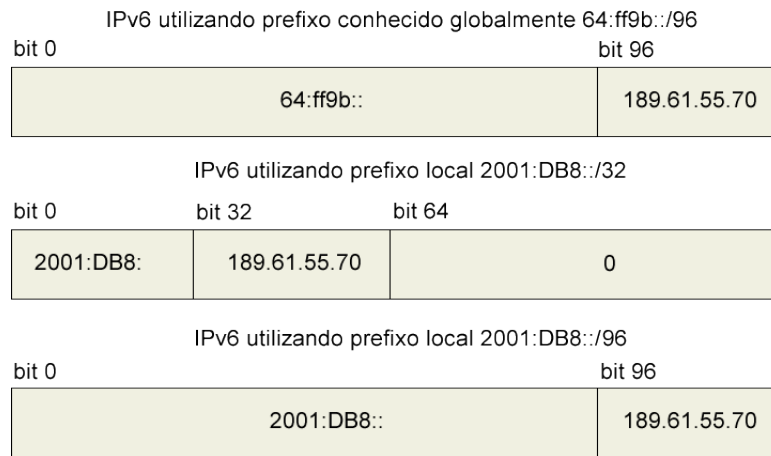 IPv6 utilizando prefixo conhecido globalmente 64:ff9b::/96
bit 0 bit 96
64:ff9b:: 189.61.55.70
IPv6 utilizando prefixo local 2001:DB8::/32
bit 0 bit 32 bit 64
2001:DB8: 189.61.55.70 0
IPv6 utilizando prefixo local 2001:DB8::/96
bit 0 bit 96
2001:DB8:: 189.61.55.70